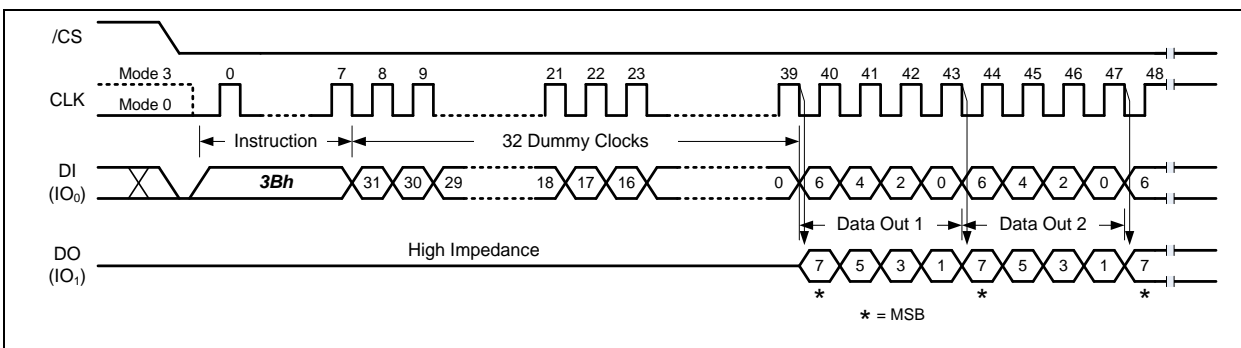 /CS
Mode 3 0 7 8 9 21 22 23 39 40 41 42 43 44 45 46 47 48
CLK
Mode 0
Instruction 32 Dummy Clocks
DI
(IO0)
3Bh 31 30 29 18 17 16 0 6 4 2 0 6 4 2 0 6
Data Out 1 Data Out 2
High Impedance
DO
(IO1)
7 5 3 1 7 5 3 1 7
* * *
* = MSB